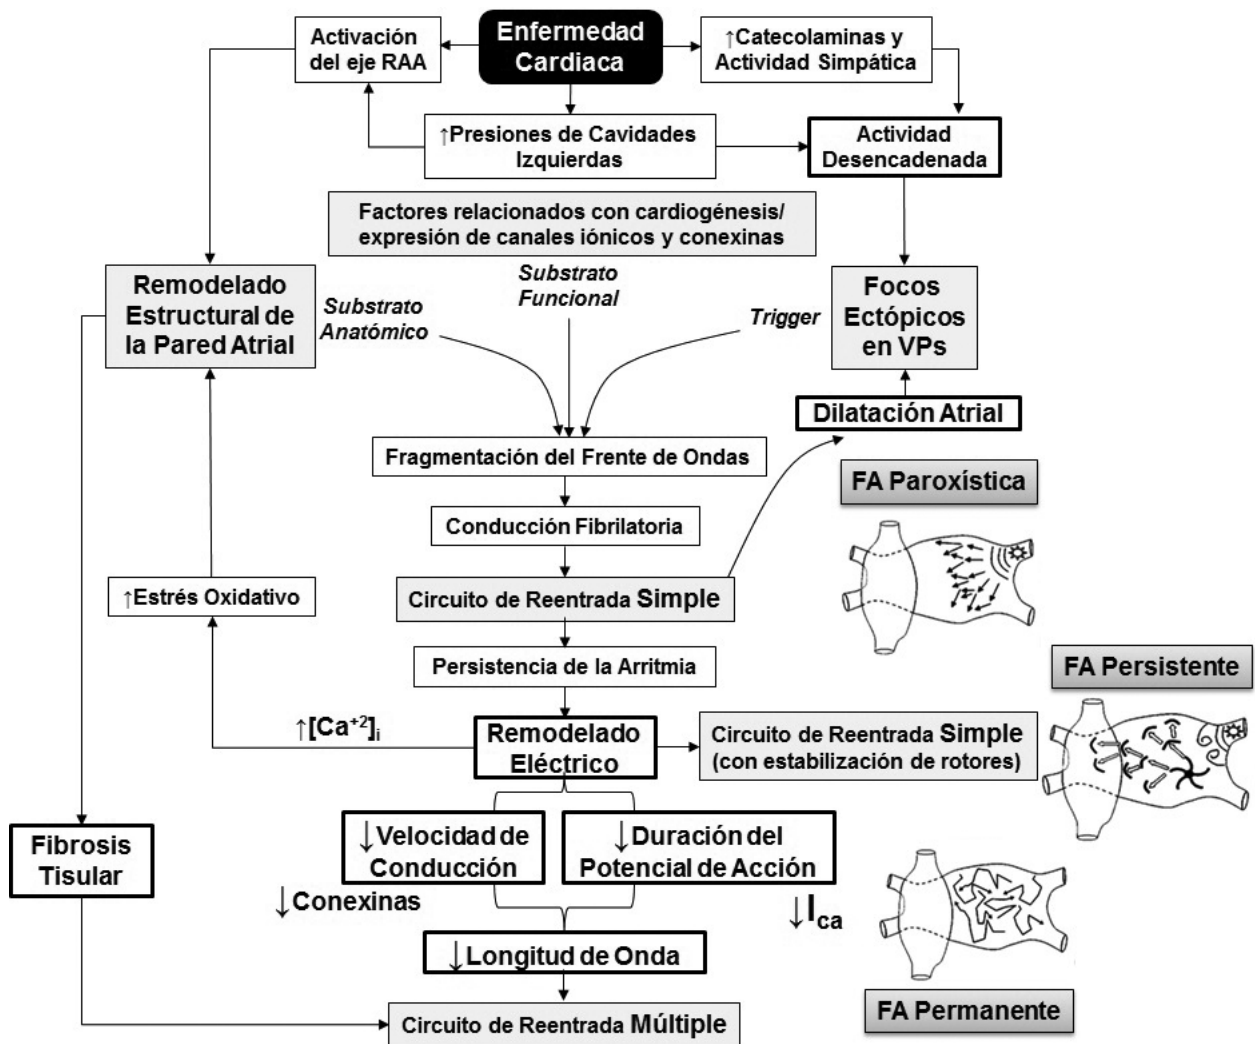 Enfermedad
Cardiaca
Activación
del eje RAA
↑Catecolaminas y
Actividad Simpática
↑Presiones de Cavidades
Izquierdas
Actividad
Desencadenada
Factores relacionados con cardiogénesis/
expresión de canales iónicos y conexinas
Remodelado
Estructural de
la Pared Atrial
Substrato
Anatómico
Substrato
Funcional
Trigger
Focos
Ectópicos
en VPs
Dilatación Atrial
Fragmentación del Frente de Ondas
FA Paroxística
Conducción Fibrilatoria
↑Estrés Oxidativo
Circuito de Reentrada Simple
Persistencia de la Arritmia
FA Persistente
↑[Ca⁺²]ᵢ
Remodelado
Eléctrico
Circuito de Reentrada Simple
(con estabilización de rotores)
Fibrosis
Tisular
↓Velocidad de
Conducción
↓Duración del
Potencial de Acción
↓Conexinas
↓Ica
↓Longitud de Onda
FA Permanente
Circuito de Reentrada Múltiple